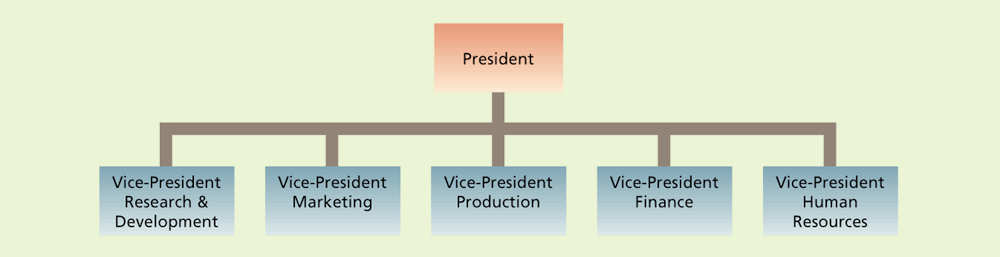 President
Vice-President
Research &
Development
Vice-President
Marketing
Vice-President
Production
Vice-President
Finance
Vice-President
Human
Resources